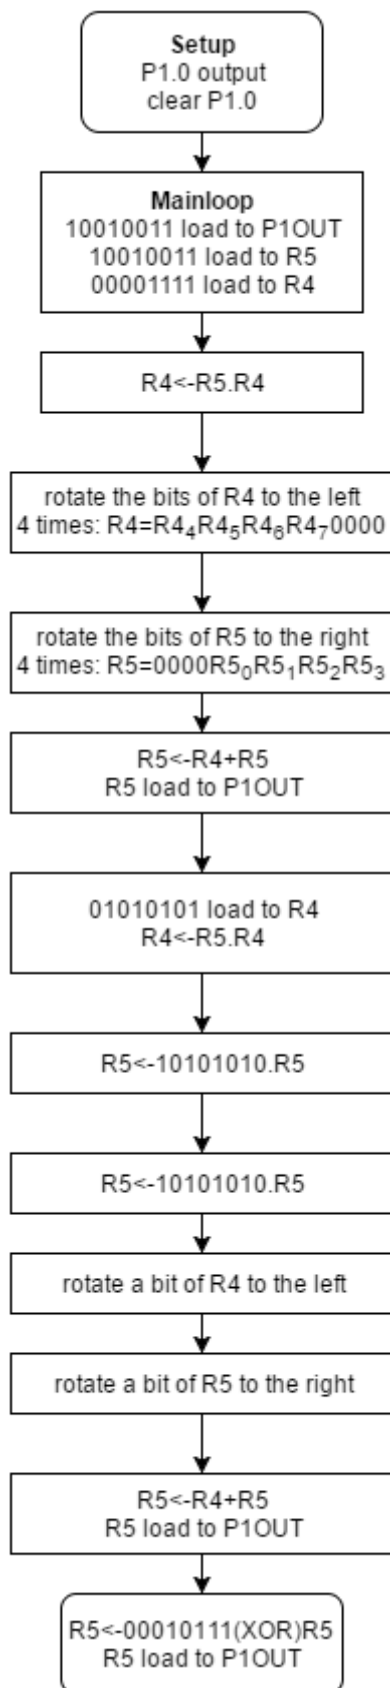 Setup
P1.0 output
clear P1.0
Mainloop
10010011 load to P1OUT
10010011 load to R5
00001111 load to R4
R4<-R5.R4
rotate the bits of R4 to the left
4 times: R4=R4₄R4₅R4₆R4₇0000
rotate the bits of R5 to the right
4 times: R5=0000R5₀R5₁R5₂R5₃
R5<-R4+R5
R5 load to P1OUT
01010101 load to R4
R4<-R5.R4
R5<-10101010.R5
R5<-10101010.R5
rotate a bit of R4 to the left
rotate a bit of R5 to the right
R5<-R4+R5
R5 load to P1OUT
R5<-00010111(XOR)R5
R5 load to P1OUT